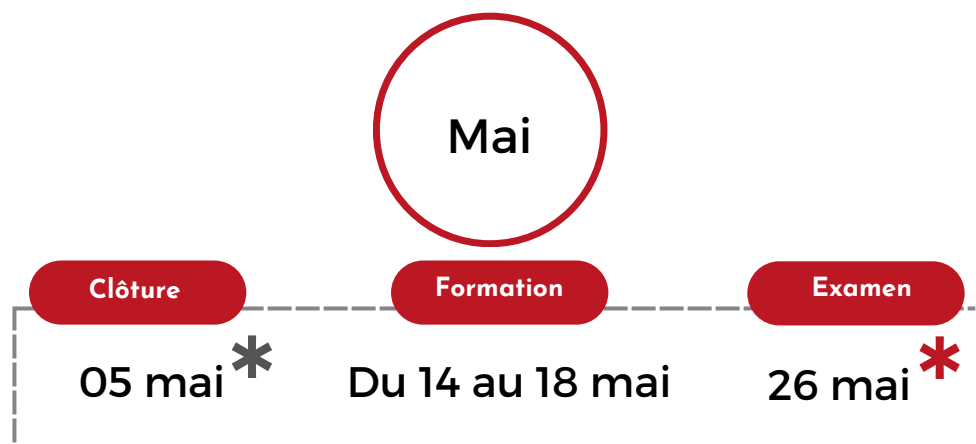 Mai
Clôture
Formation
Examen
05 mai*
Du 14 au 18 mai
26 mai*